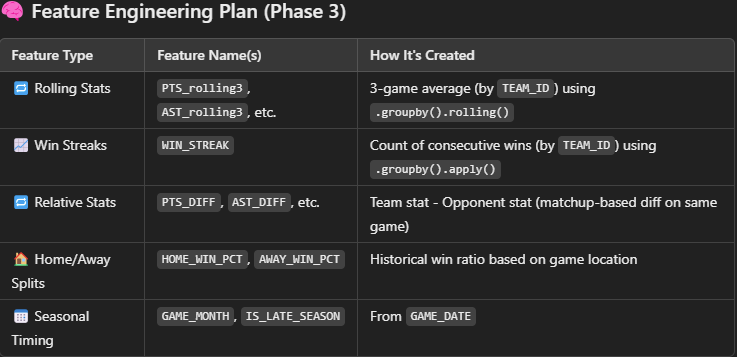 🧠 Feature Engineering Plan (Phase 3)
Feature Type Feature Name(s) How It's Created
🔁 Rolling Stats PTS_rolling3, 3-game average (by TEAM_ID) using
AST_rolling3, etc. .groupby().rolling()
📈 Win Streaks WIN_STREAK Count of consecutive wins (by TEAM_ID) using
.groupby().apply()
🔁 Relative Stats PTS_DIFF, AST_DIFF, etc. Team stat - Opponent stat (matchup-based diff on same
game)
🏠 Home/Away HOME_WIN_PCT, AWAY_WIN_PCT Historical win ratio based on game location
Splits
📅 Seasonal GAME_MONTH, IS_LATE_SEASON From GAME_DATE
Timing